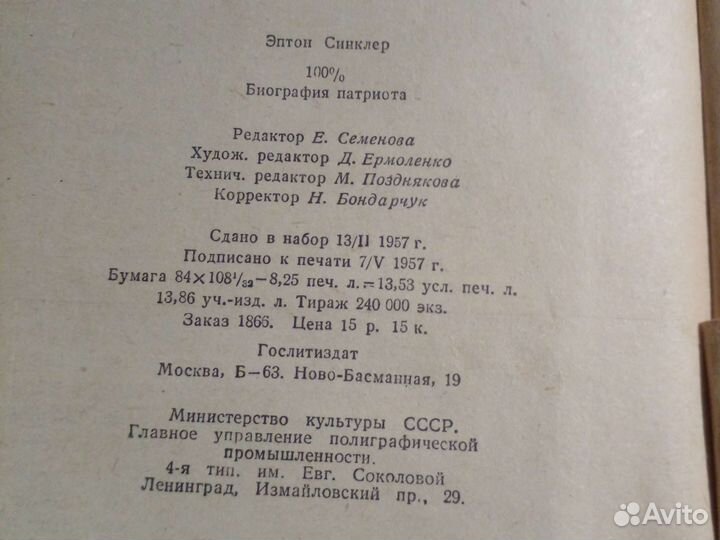 Эптон Синклер
100%
Биография патриота
Редактор Е. Семенова
Худож. редактор Д. Ермоленко
Технич. редактор М. Позднякова
Корректор Н. Бондарчук
Сдано в набор 13/II 1957 г.
Подписано к печати 7/V 1957 г.
Бумага 84×108¹/₃₂—8,25 печ. л.=13,53 усл. печ. л.
13,86 уч.-изд. л. Тираж 240 000 экз.
Заказ 1866. Цена 15 р. 15 к.
Гослитиздат
Москва, Б—63. Ново-Басманная, 19
Министерство культуры СССР.
Главное управление полиграфической
промышленности.
4-я тип. им. Евг. Соколовой
Ленинград, Измайловский пр., 29.
Avito